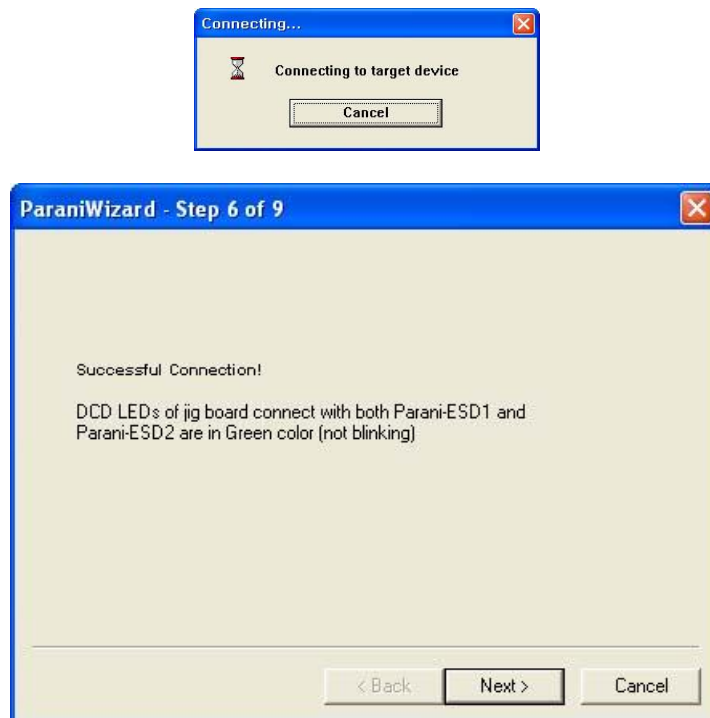 Connecting...
Connecting to target device
Cancel
ParaniWizard - Step 6 of 9
Successful Connection!
DCD LEDs of jig board connect with both Parani-ESD1 and
Parani-ESD2 are in Green color (not blinking)
< Back Next > Cancel